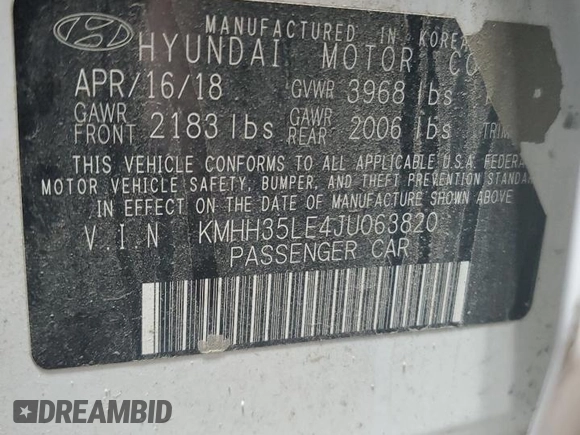 MANUFACTURED IN KOREA
HYUNDAI MOTOR CO
APR/16/18 GVWR 3968 lbs
GAWR FRONT 2183 lbs GAWR REAR 2006 lbs TRIM
THIS VEHICLE CONFORMS TO ALL APPLICABLE U.S.A. FEDERA
MOTOR VEHICLE SAFETY, BUMPER, AND THEFT PREVENTION STANDA
IN EFFECT ON THE DATE OF MANUFACTURE SHOWN ABOVE
V I N KMHH35LE4JU063820
PASSENGER CAR
DREAMBID